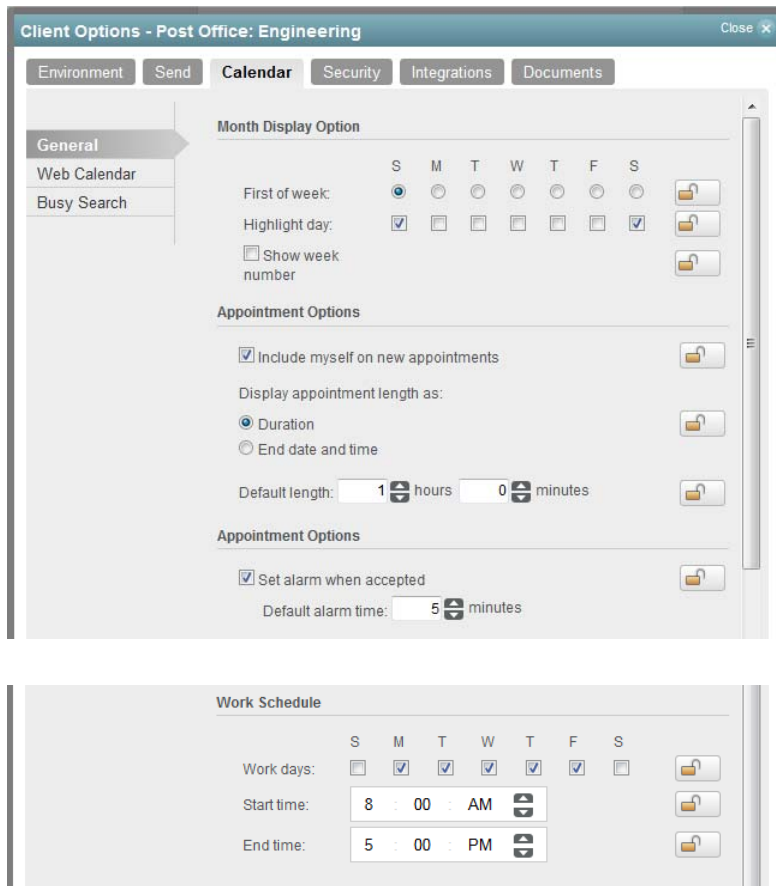 Client Options - Post Office: Engineering Close x
Environment Send Calendar Security Integrations Documents
General
Web Calendar
Busy Search
Month Display Option
S M T W T F S
First of week:
Highlight day:
Show week
number
Appointment Options
Include myself on new appointments
Display appointment length as:
Duration
End date and time
Default length: 1 hours 0 minutes
Appointment Options
Set alarm when accepted
Default alarm time: 5 minutes
Work Schedule
S M T W T F S
Work days:
Start time: 8 : 00 : AM
End time: 5 : 00 : PM